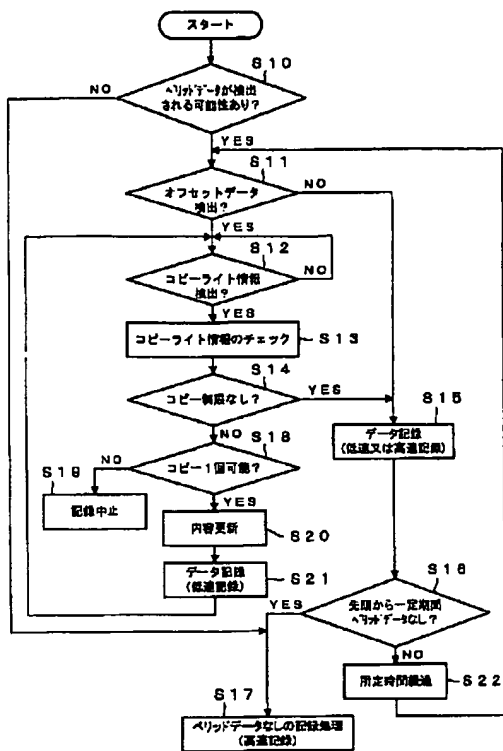 スタート
S10
NO
ベリッドデータが検出
される可能性あり？
YES
S11
NO
オフセットデータ
検出？
YES
S12
コピーライト情報
検出？
NO
YES
コピーライト情報のチェック
S13
S14
コピー制限なし？
YES
S15
データ記録
(低速又は高速記録)
NO
S18
コピー1個可能？
NO
S19
記録中止
YES
内容更新
S20
データ記録
(低速記録)
S21
S16
YES
先頭から一定期間
ベリッドデータなし？
NO
所定時間経過
S22
S17
ベリッドデータなしの記録処理
(高速記録)